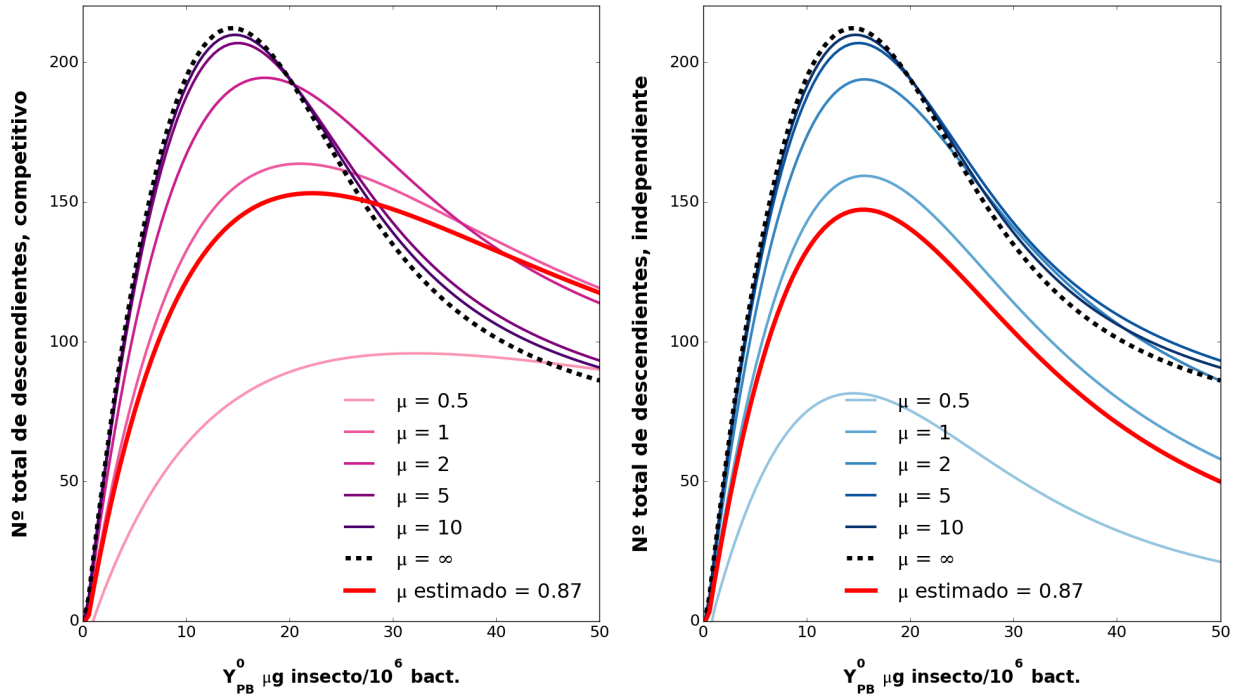 Nº total de descendientes, competitivo
200
150
100
50
0
0 10 20 30 40 50
μ = 0.5
μ = 1
μ = 2
μ = 5
μ = 10
μ = ∞
μ estimado = 0.87
Y⁰PB μg insecto/10⁶ bact.
Nº total de descendientes, independiente
200
150
100
50
0
0 10 20 30 40 50
μ = 0.5
μ = 1
μ = 2
μ = 5
μ = 10
μ = ∞
μ estimado = 0.87
Y⁰PB μg insecto/10⁶ bact.